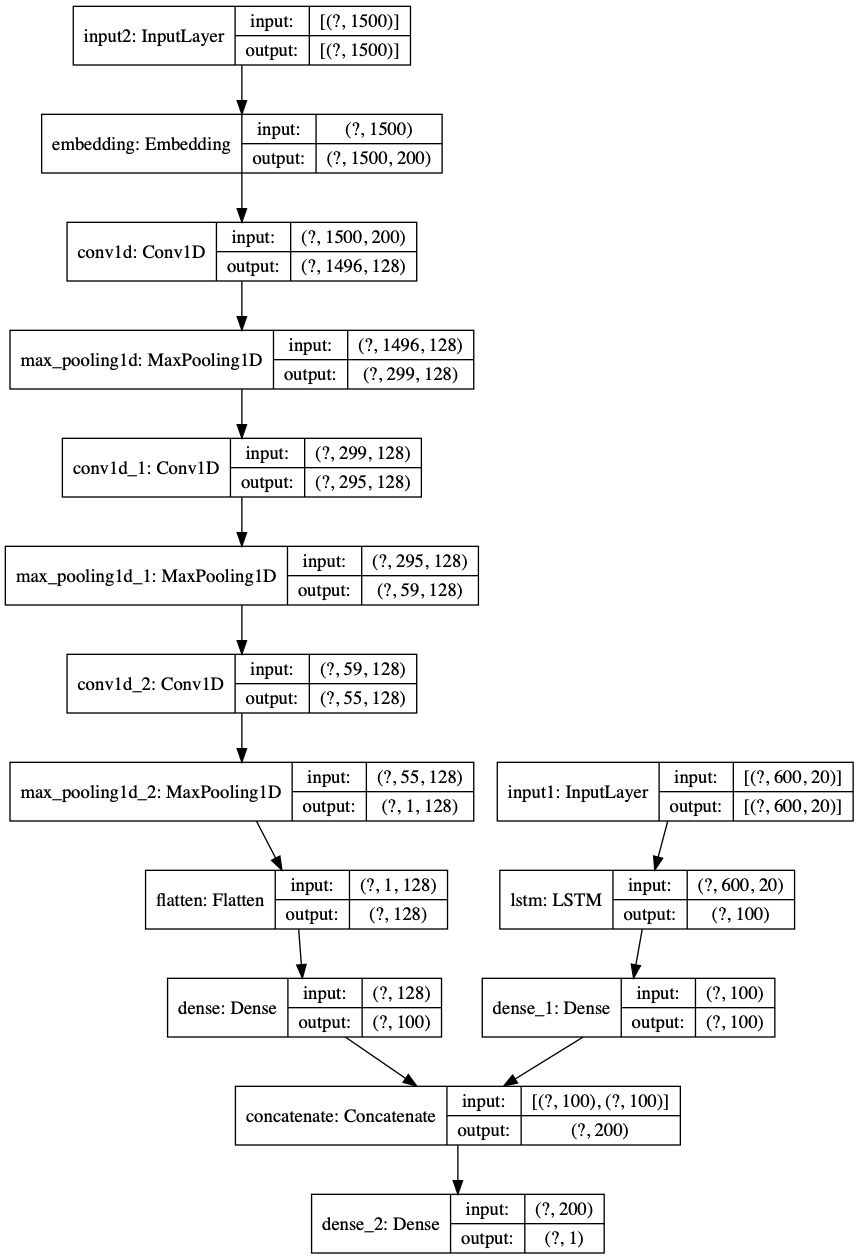 input2: InputLayer
input: [(?, 1500)]
output: [(?, 1500)]
embedding: Embedding
input: (?, 1500)
output: (?, 1500, 200)
conv1d: Conv1D
input: (?, 1500, 200)
output: (?, 1496, 128)
max_pooling1d: MaxPooling1D
input: (?, 1496, 128)
output: (?, 299, 128)
conv1d_1: Conv1D
input: (?, 299, 128)
output: (?, 295, 128)
max_pooling1d_1: MaxPooling1D
input: (?, 295, 128)
output: (?, 59, 128)
conv1d_2: Conv1D
input: (?, 59, 128)
output: (?, 55, 128)
max_pooling1d_2: MaxPooling1D
input: (?, 55, 128)
output: (?, 1, 128)
input1: InputLayer
input: [(?, 600, 20)]
output: [(?, 600, 20)]
flatten: Flatten
input: (?, 1, 128)
output: (?, 128)
lstm: LSTM
input: (?, 600, 20)
output: (?, 100)
dense: Dense
input: (?, 128)
output: (?, 100)
dense_1: Dense
input: (?, 100)
output: (?, 100)
concatenate: Concatenate
input: [(?, 100), (?, 100)]
output: (?, 200)
dense_2: Dense
input: (?, 200)
output: (?, 1)